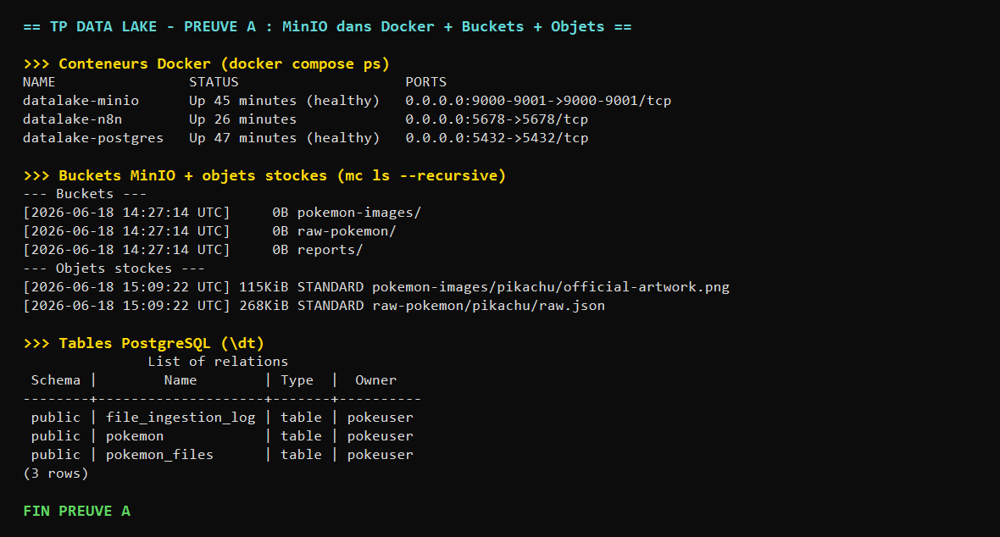 == TP DATA LAKE - PREUVE A : MinIO dans Docker + Buckets + Objets ==
>>> Conteneurs Docker (docker compose ps)
NAME                STATUS                    PORTS
datalake-minio      Up 45 minutes (healthy)   0.0.0.0:9000-9001->9000-9001/tcp
datalake-n8n        Up 26 minutes             0.0.0.0:5678->5678/tcp
datalake-postgres   Up 47 minutes (healthy)   0.0.0.0:5432->5432/tcp
>>> Buckets MinIO + objets stockes (mc ls --recursive)
--- Buckets ---
[2026-06-18 14:27:14 UTC]     0B pokemon-images/
[2026-06-18 14:27:14 UTC]     0B raw-pokemon/
[2026-06-18 14:27:14 UTC]     0B reports/
--- Objets stockes ---
[2026-06-18 15:09:22 UTC] 115KiB STANDARD pokemon-images/pikachu/official-artwork.png
[2026-06-18 15:09:22 UTC] 268KiB STANDARD raw-pokemon/pikachu/raw.json
>>> Tables PostgreSQL (\dt)
               List of relations
 Schema |        Name        | Type  |  Owner
--------+--------------------+-------+----------
 public | file_ingestion_log | table | pokeuser
 public | pokemon            | table | pokeuser
 public | pokemon_files      | table | pokeuser
(3 rows)
FIN PREUVE A